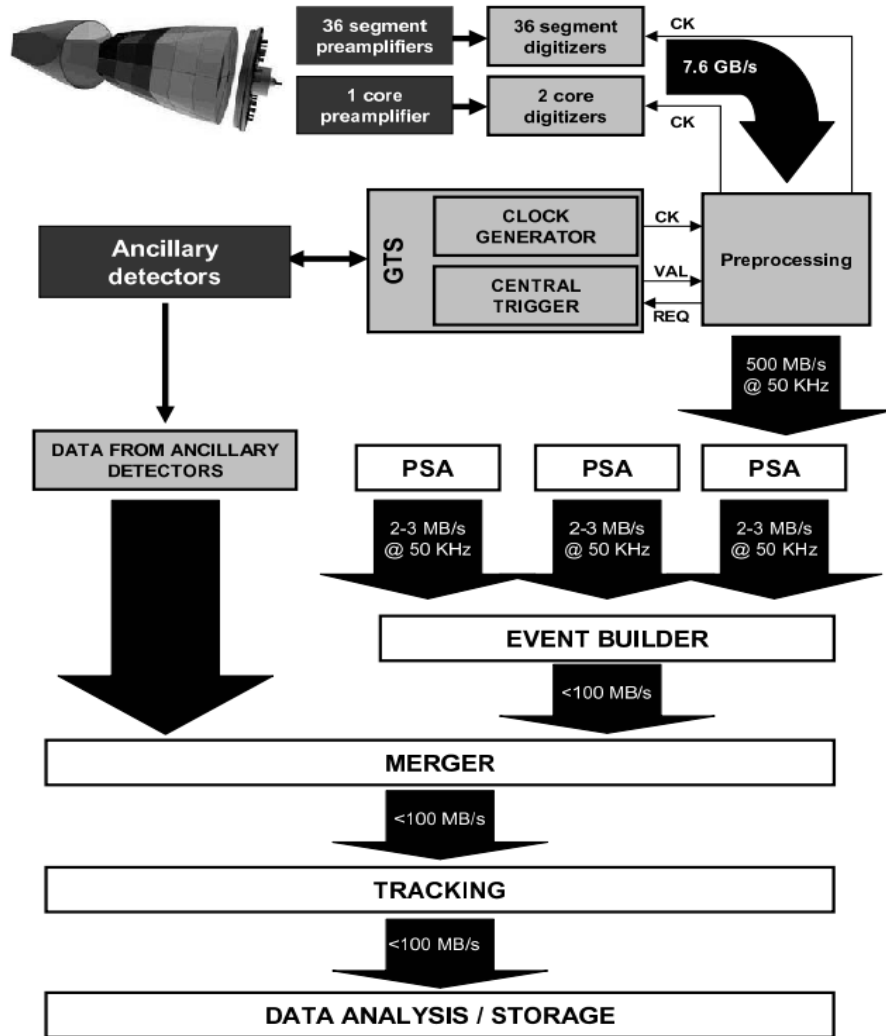 36 segment
preamplifiers
36 segment
digitizers
CK
7.6 GB/s
1 core
preamplifier
2 core
digitizers
CK
Ancillary
detectors
GTS
CLOCK
GENERATOR
CK
CENTRAL
TRIGGER
VAL
REQ
Preprocessing
500 MB/s
@ 50 KHz
DATA FROM ANCILLARY
DETECTORS
PSA
PSA
PSA
2-3 MB/s
@ 50 KHz
2-3 MB/s
@ 50 KHz
2-3 MB/s
@ 50 KHz
EVENT BUILDER
<100 MB/s
MERGER
<100 MB/s
TRACKING
<100 MB/s
DATA ANALYSIS / STORAGE